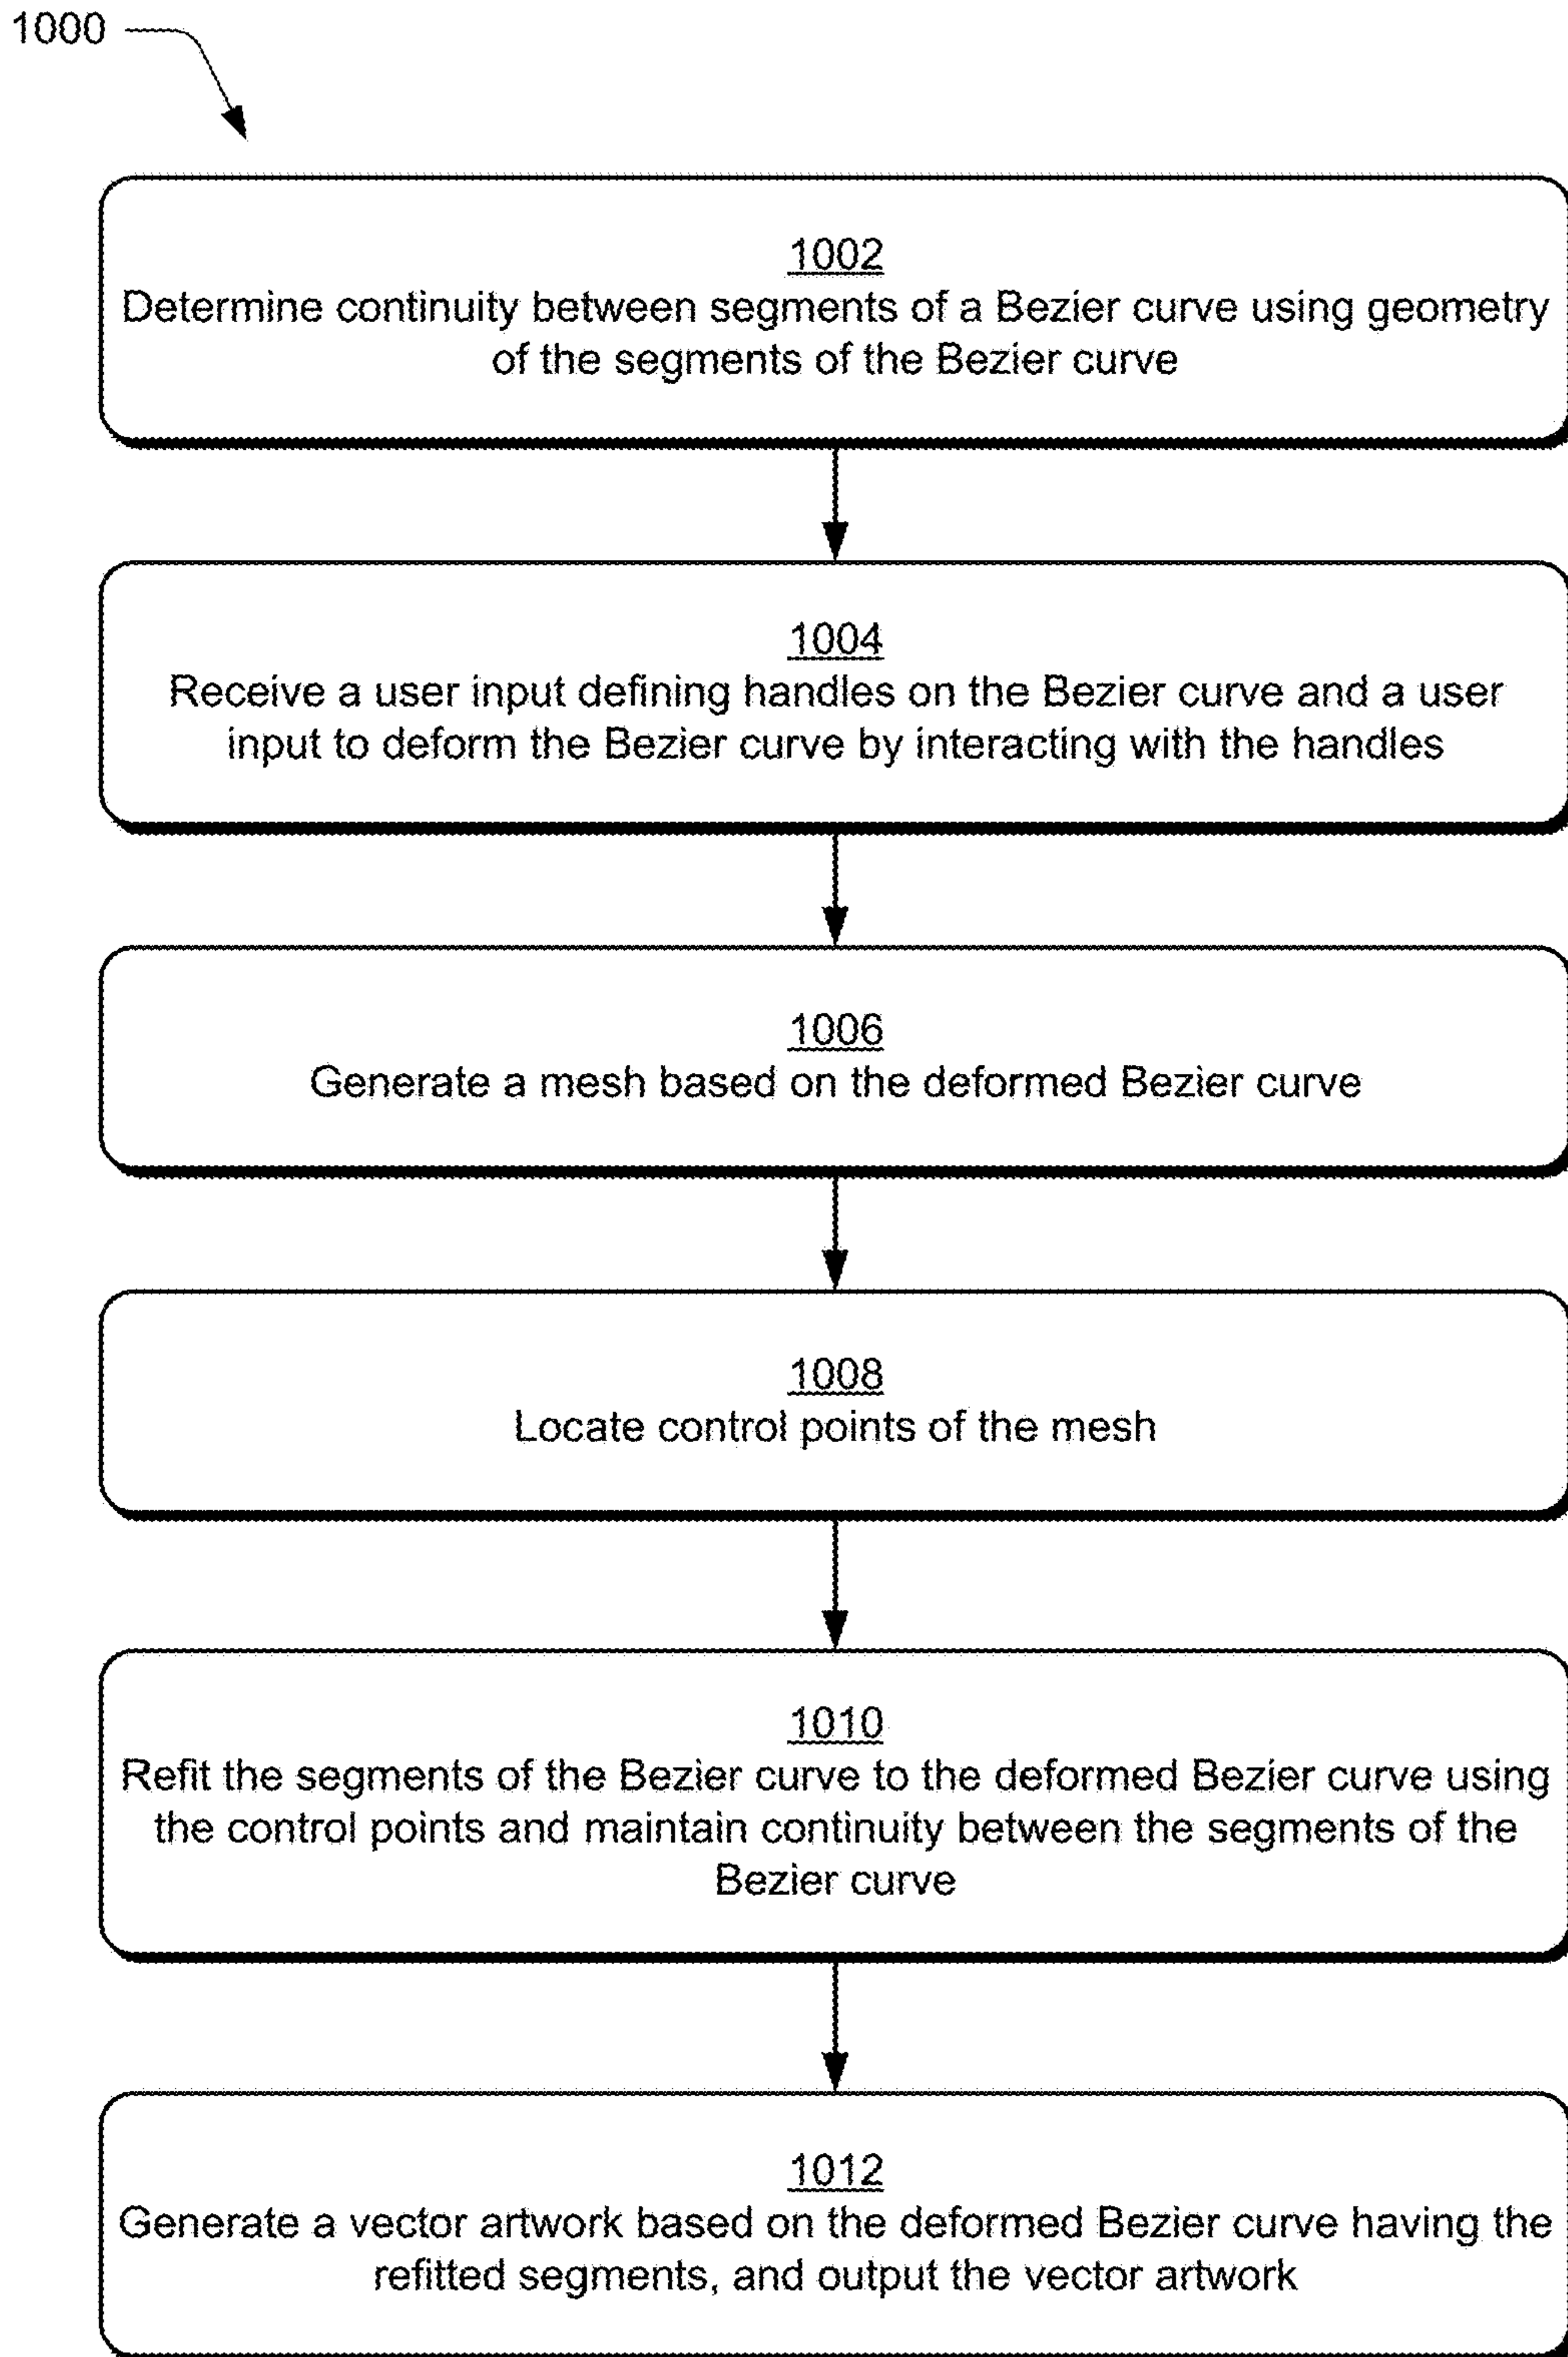 1000
1002
Determine continuity between segments of a Bezier curve using geometry
of the segments of the Bezier curve
1004
Receive a user input defining handles on the Bezier curve and a user
input to deform the Bezier curve by interacting with the handles
1006
Generate a mesh based on the deformed Bezier curve
1008
Locate control points of the mesh
1010
Refit the segments of the Bezier curve to the deformed Bezier curve using
the control points and maintain continuity between the segments of the
Bezier curve
1012
Generate a vector artwork based on the deformed Bezier curve having the
refitted segments, and output the vector artwork